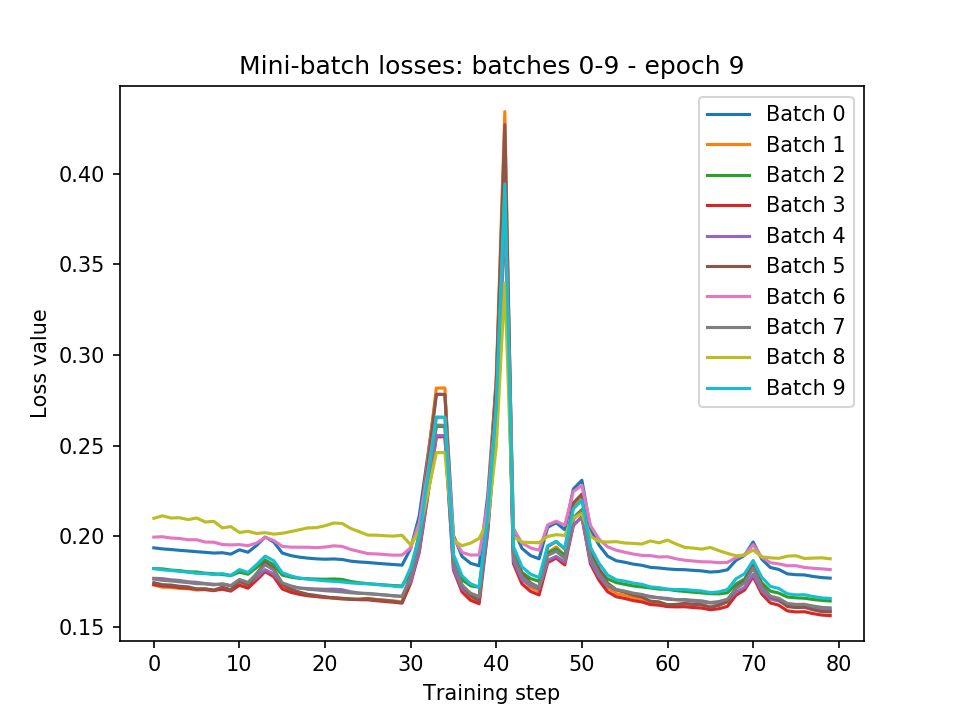 Mini-batch losses: batches 0-9 - epoch 9
Batch 0
Batch 1
Batch 2
Batch 3
Batch 4
Batch 5
Batch 6
Batch 7
Batch 8
Batch 9
Loss value
0.40
0.35
0.30
0.25
0.20
0.15
0 10 20 30 40 50 60 70 80
Training step